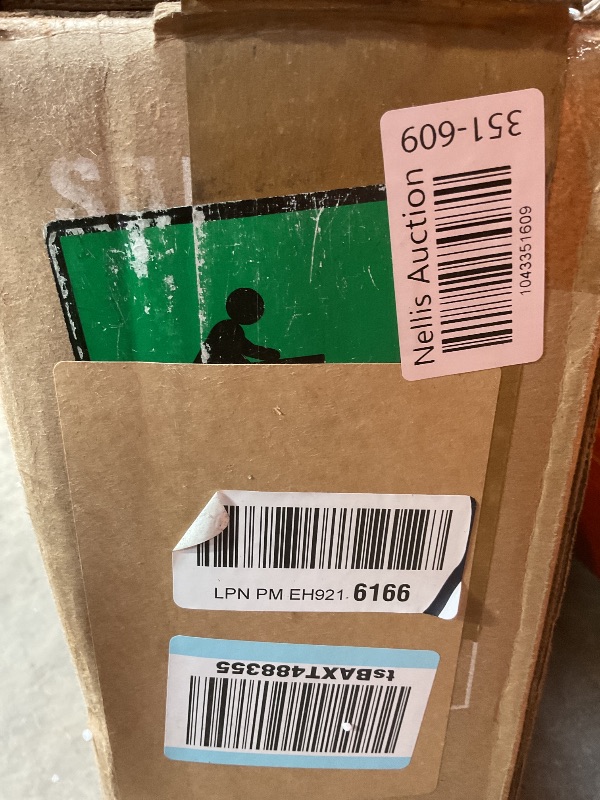 351-609
Nellis Auction
1043351609
LPN PM EH921.6166
tsBAXT488355